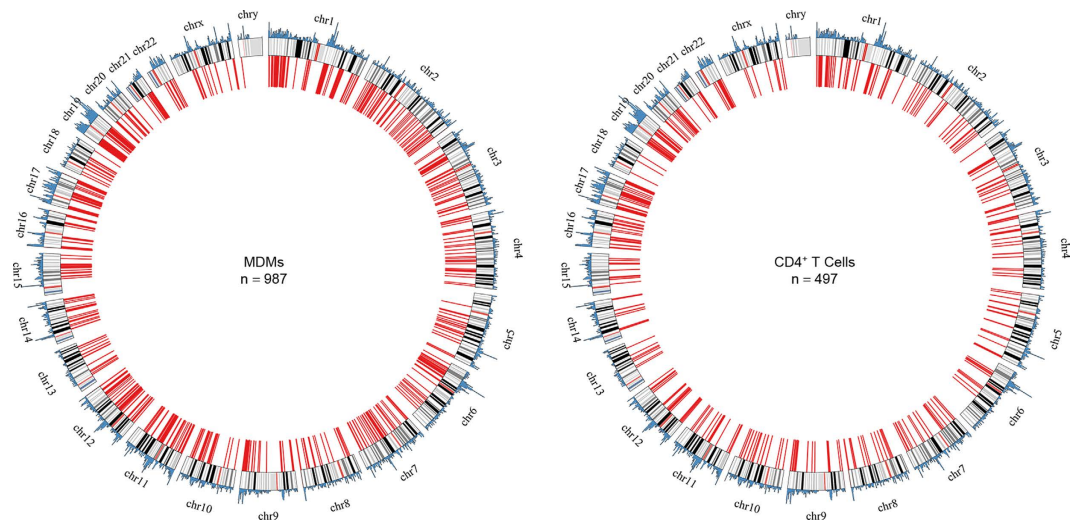 chr1
chr2
chr3
chr4
chr5
chr6
chr7
chr8
chr9
chr10
chr11
chr12
chr13
chr14
chr15
chr16
chr17
chr18
chr19
chr20
chr21
chr22
chrx
chry
MDMs
n = 987
chr1
chr2
chr3
chr4
chr5
chr6
chr7
chr8
chr9
chr10
chr11
chr12
chr13
chr14
chr15
chr16
chr17
chr18
chr19
chr20
chr21
chr22
chrx
chry
CD4⁺ T Cells
n = 497